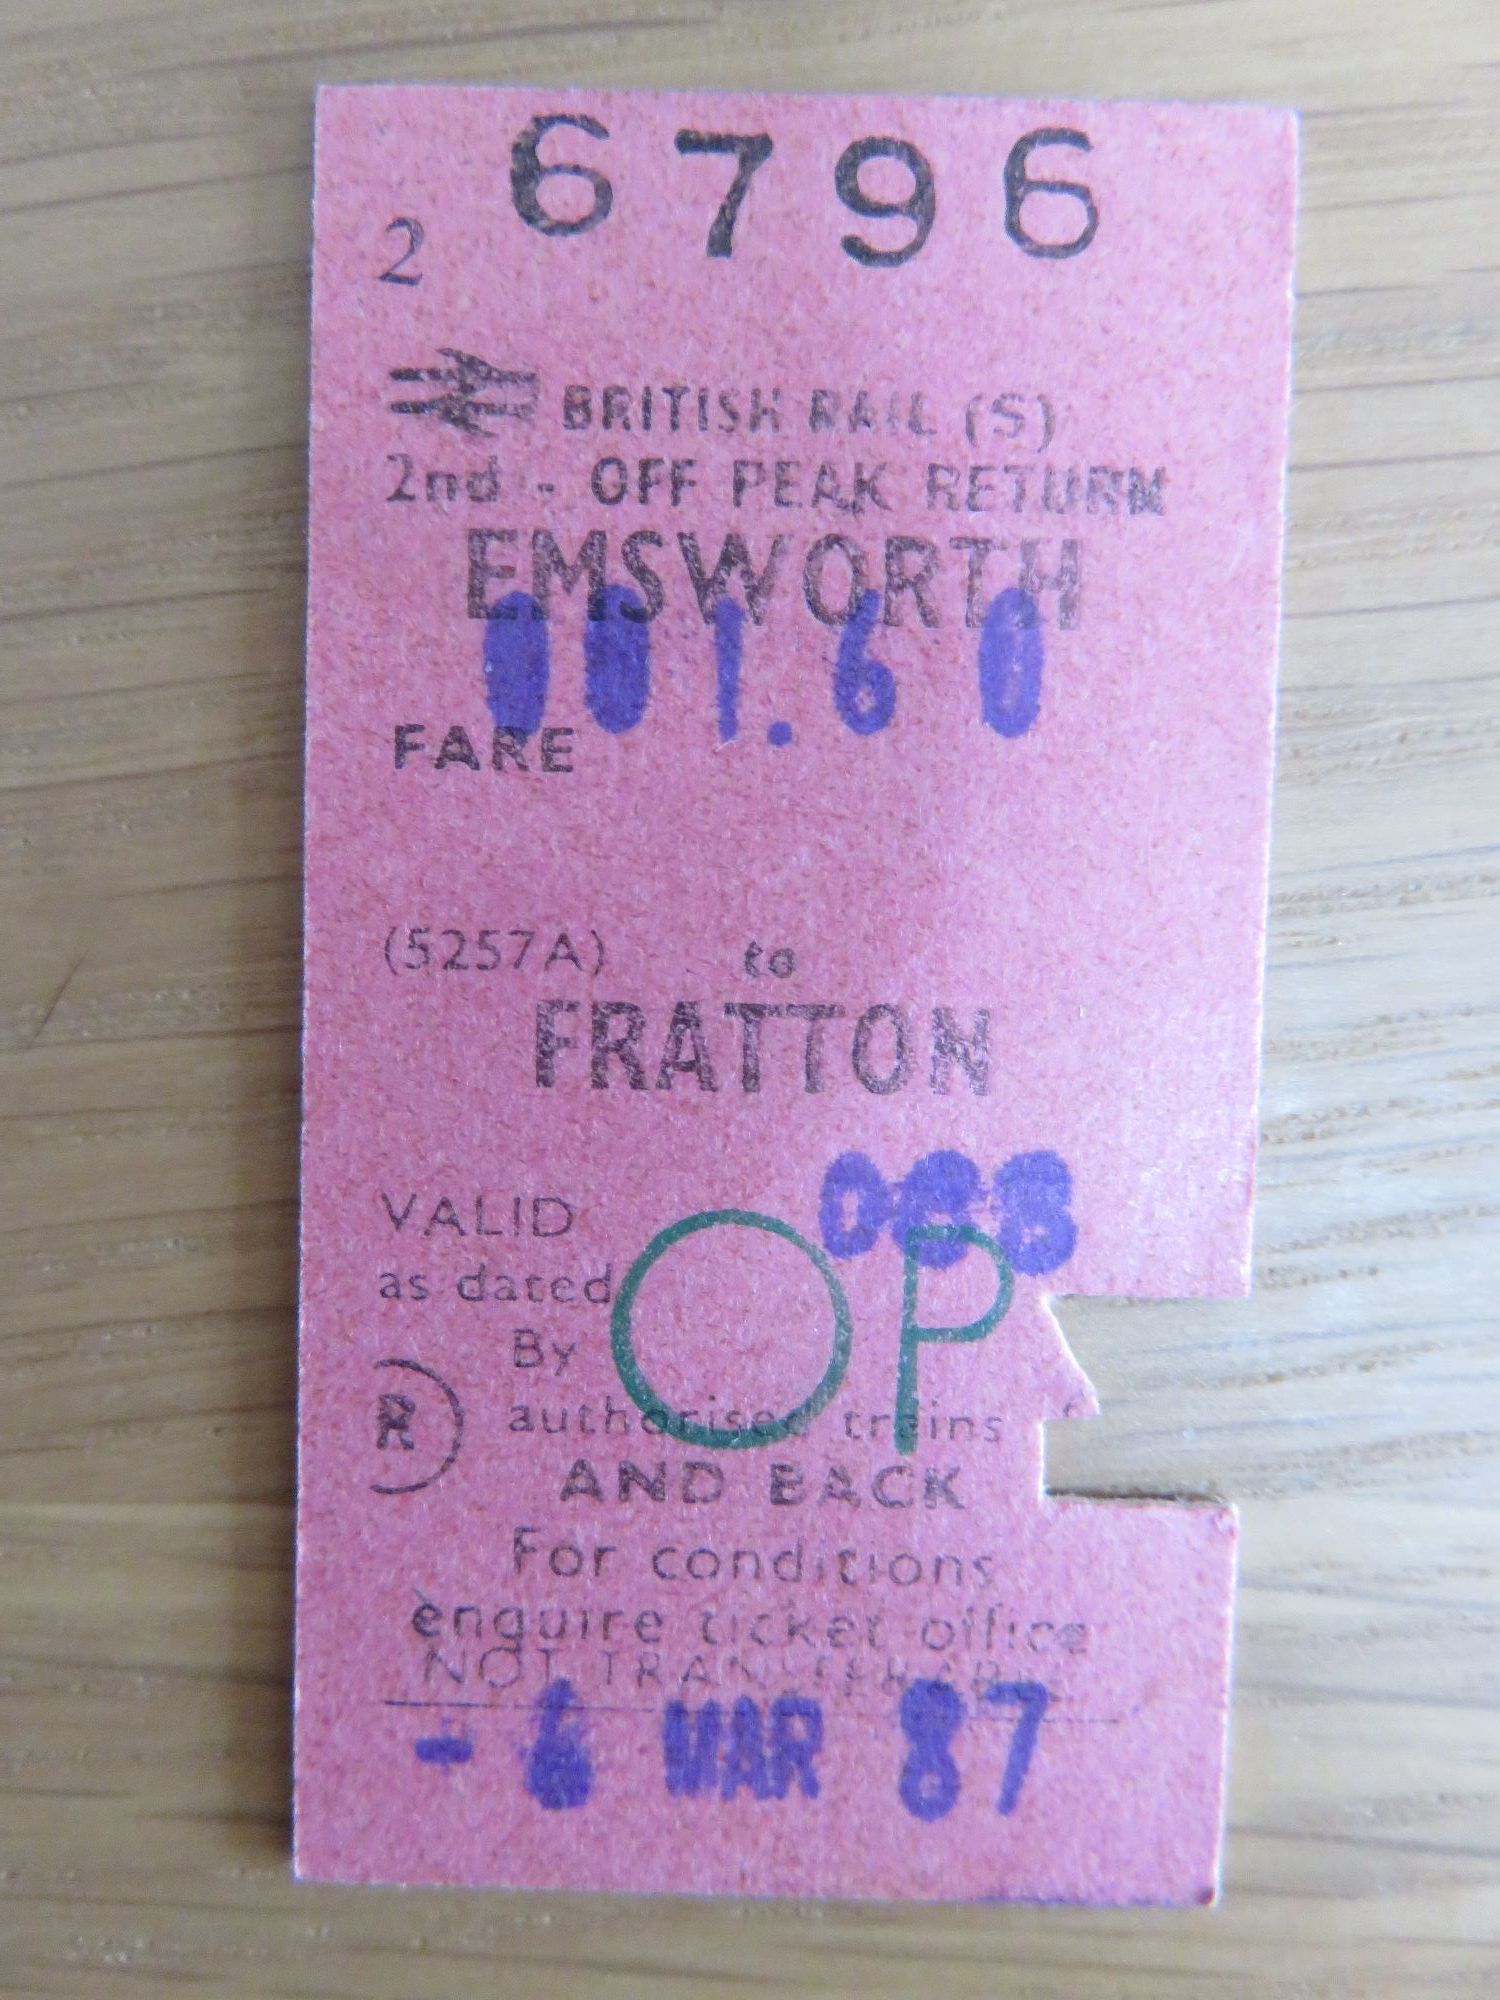 6796
2
BRITISH RAIL (S)
2nd - OFF PEAK RETURN
EMSWORTH
001.60
FARE
(5257A) to
FRATTON
VALID
as dated
OP
By
R
authorised trains
AND BACK
For conditions
enquire ticket office
NOT TRANSFERABLE
- 6 MAR 87